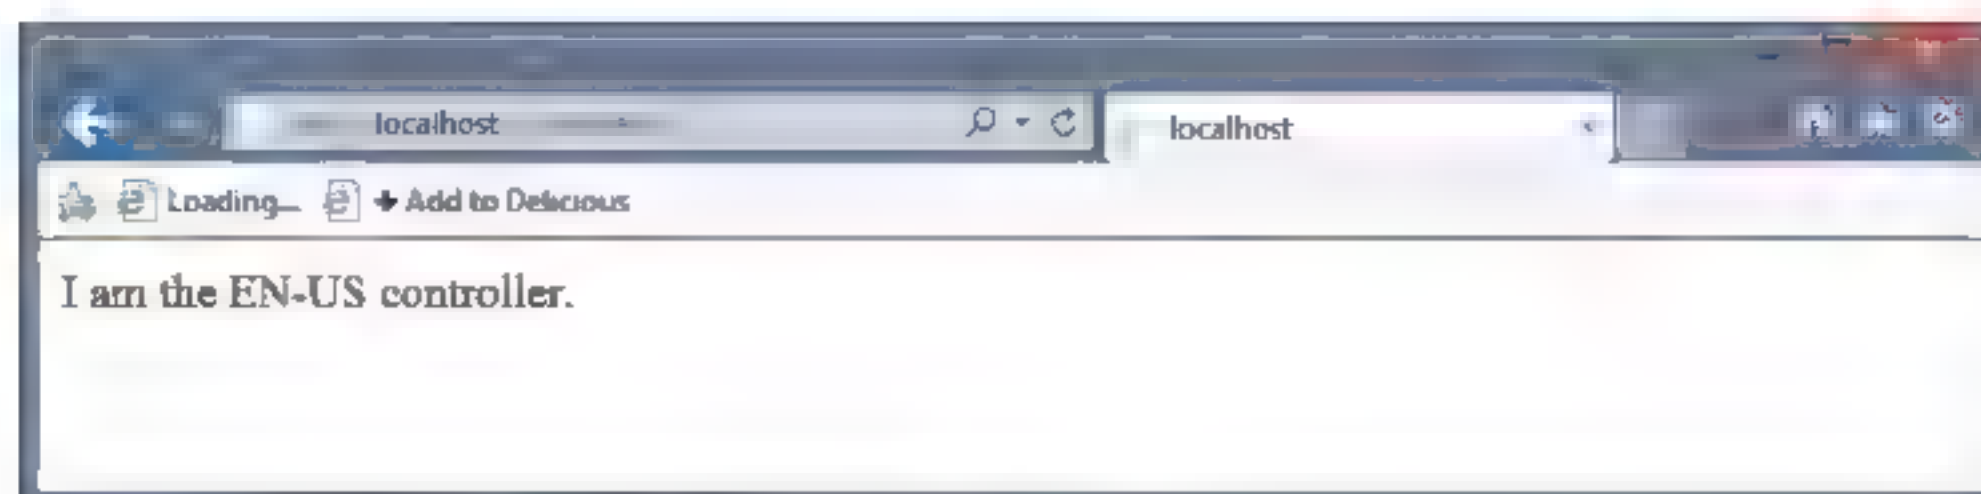 localhost localhost
Loading... + Add to Delicious
I am the EN-US controller.